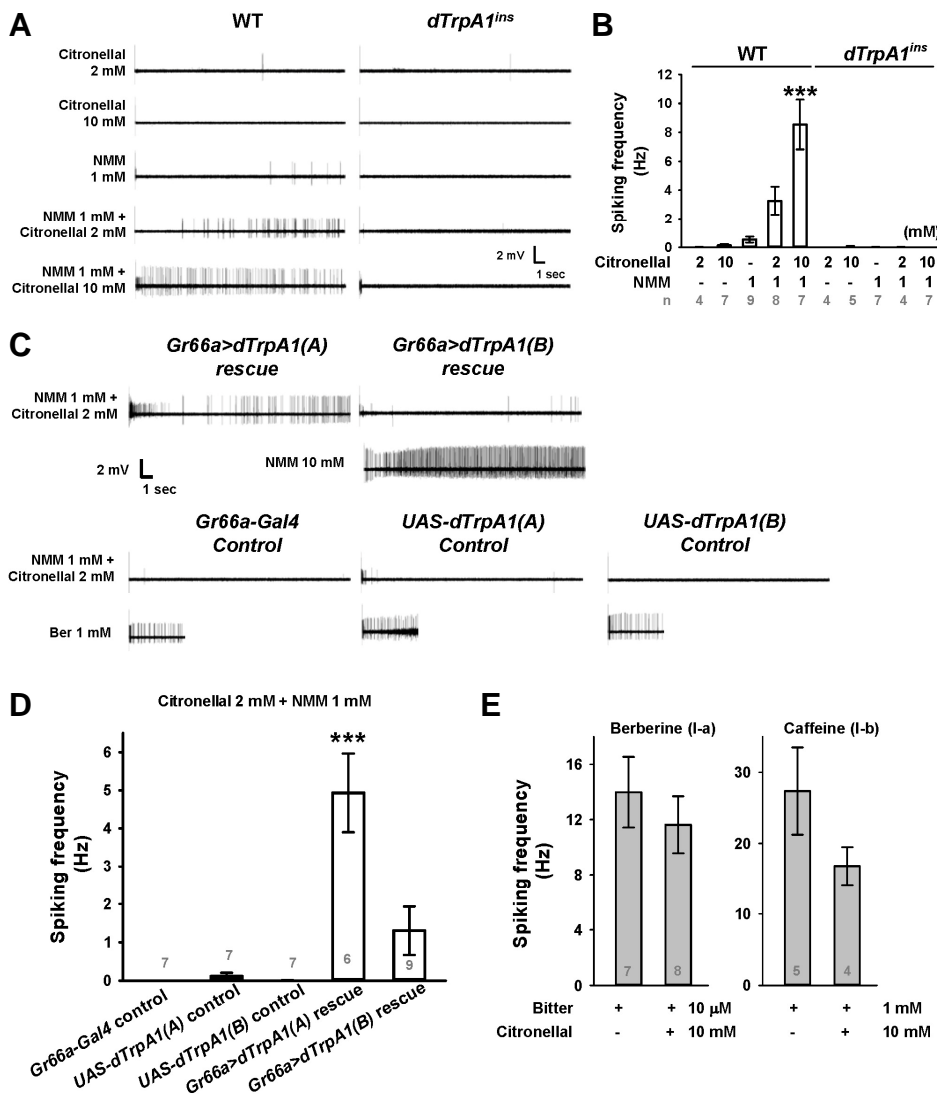 A
WT
dTrpA1ins
Citronellal
2 mM
Citronellal
10 mM
NMM
1 mM
NMM 1 mM +
Citronellal 2 mM
NMM 1 mM +
Citronellal 10 mM
2 mV
1 sec
B
WT
dTrpA1ins
Spiking frequency
(Hz)
12
10
8
6
4
2
0
***
(mM)
Citronellal 2 10 - 2 10 2 10 - 2 10
NMM - - 1 1 1 - - 1 1 1
n 4 7 9 8 7 4 5 7 4 7
C
Gr66a>dTrpA1(A)
rescue
Gr66a>dTrpA1(B)
rescue
NMM 1 mM +
Citronellal 2 mM
NMM 10 mM
2 mV
1 sec
Gr66a-Gal4
Control
UAS-dTrpA1(A)
Control
UAS-dTrpA1(B)
Control
NMM 1 mM +
Citronellal 2 mM
Ber 1 mM
D
Citronellal 2 mM + NMM 1 mM
Spiking frequency
(Hz)
6
5
4
3
2
1
0
***
7 7 7 6 9
Gr66a-Gal4 control
UAS-dTrpA1(A) control
UAS-dTrpA1(B) control
Gr66a>dTrpA1(A) rescue
Gr66a>dTrpA1(B) rescue
E
Berberine (I-a)
Caffeine (I-b)
Spiking frequency
(Hz)
16
12
8
4
0
7 8
30
20
10
0
5 4
Bitter + + 10 µM + + 1 mM
Citronellal - + 10 mM - + 10 mM